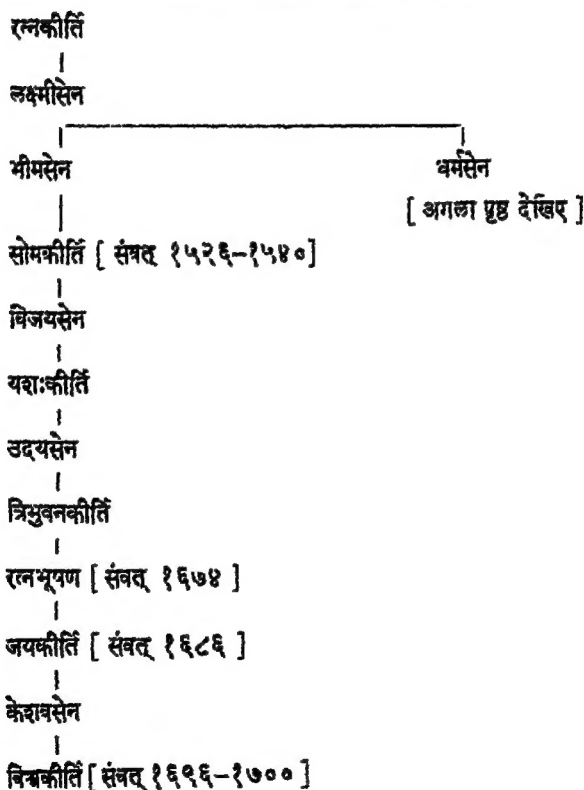 रत्नकीर्ति
लक्ष्मीसेन
भीमसेन धर्मसेन
[ अगला पृष्ठ देखिए ]
सोमकीर्ति [ संवत् १५२६-१५४० ]
विजयसेन
यशःकीर्ति
उदयसेन
त्रिभुवनकीर्ति
रत्नभूषण [ संवत् १६७४ ]
जयकीर्ति [ संवत् १६८६ ]
केशवसेन
विश्वकीर्ति [ संवत् १६९६-१७०० ]